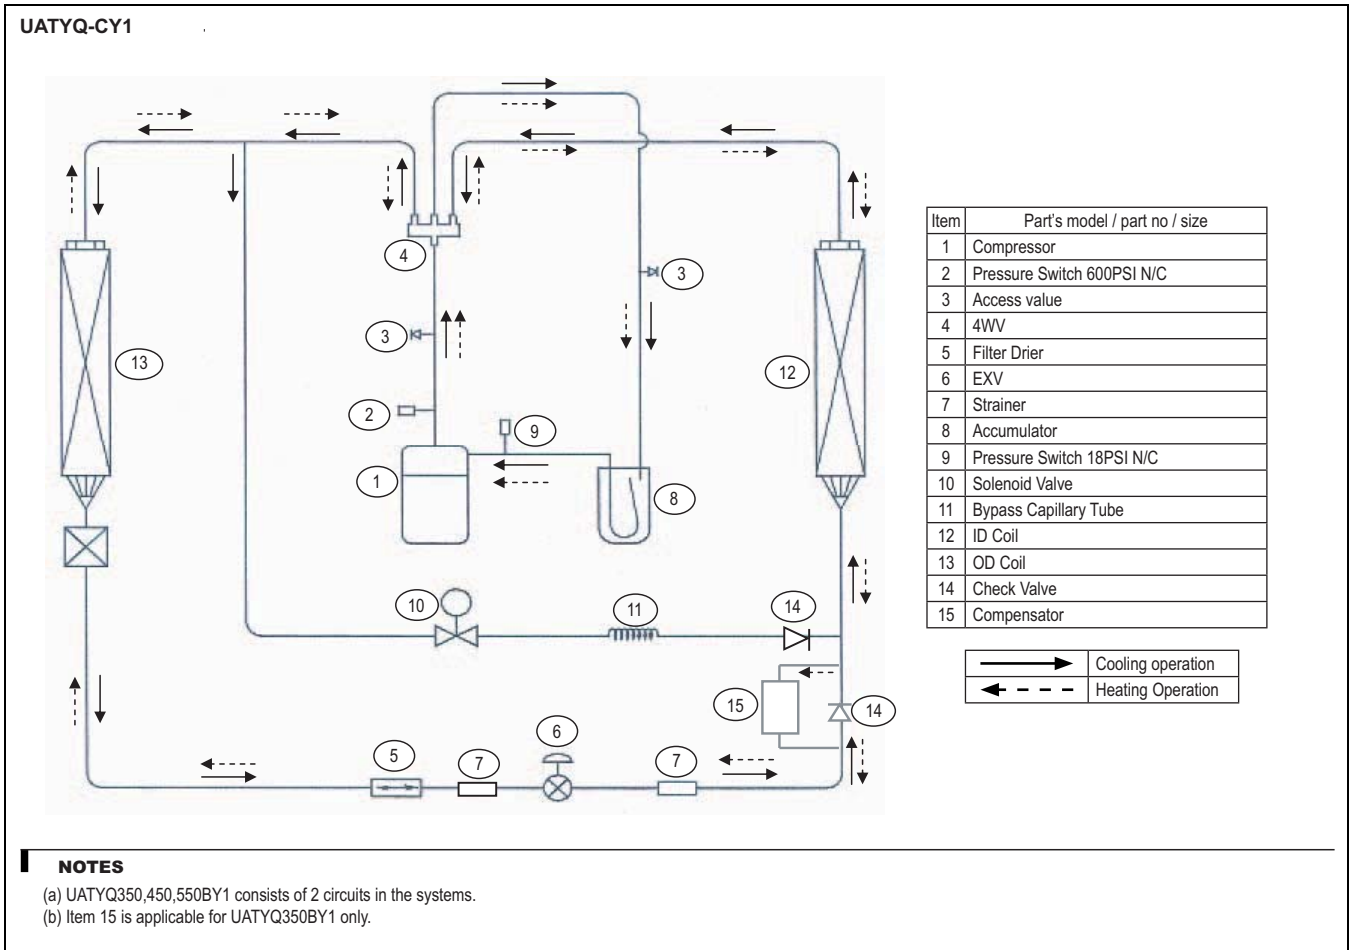 UATYQ-CY1
4
3
3
13
12
2
9
1
8
10
11
14
15
14
6
5
7
7
Item Part's model / part no / size
1 Compressor
2 Pressure Switch 600PSI N/C
3 Access value
4 4WV
5 Filter Drier
6 EXV
7 Strainer
8 Accumulator
9 Pressure Switch 18PSI N/C
10 Solenoid Valve
11 Bypass Capillary Tube
12 ID Coil
13 OD Coil
14 Check Valve
15 Compensator
Cooling operation
Heating Operation
NOTES
(a) UATYQ350,450,550BY1 consists of 2 circuits in the systems.
(b) Item 15 is applicable for UATYQ350BY1 only.